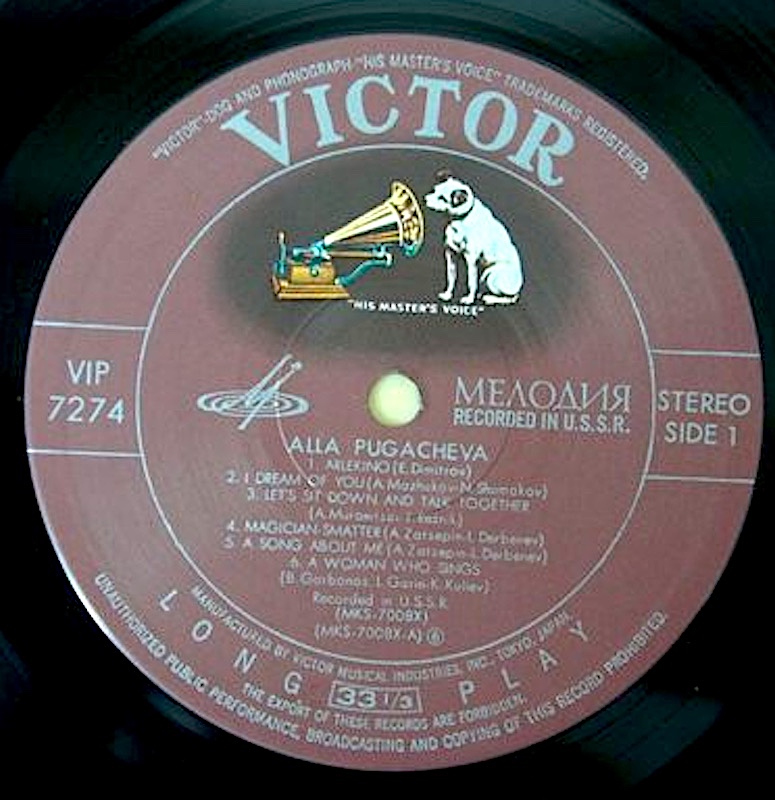 "VICTOR"-DOG AND PHONOGRAPH-"HIS MASTER'S VOICE" TRADEMARKS REGISTERED.
VICTOR
"HIS MASTER'S VOICE"
VIP
7274
МЕЛОДИЯ
RECORDED IN U.S.S.R.
STEREO
SIDE 1
ALLA PUGACHEVA
1. ARLEKINO (E. Dimitrov)
2. I DREAM OF YOU (A. Mazhukov-N. Shumakov)
3. LET'S SIT DOWN AND TALK TOGETHER
(A.
4. MAGICIAN-SMATTER (A. Zatsepin-L. Derbenev)
5. A SONG ABOUT ME (A. Zatsepin-L. Derbenev)
6. A WOMAN WHO SINGS
(B. Gorbonos, L. Garin-K. Kuliev)
Recorded in U.S.S.R.
(MKS-7008X)
(MKS-7008X-A)
MANUFACTURED BY VICTOR MUSICAL INDUSTRIES, INC., TOKYO, JAPAN.
LONG 33 1/3 PLAY
THE EXPORT OF THESE RECORDS ARE FORBIDDEN.
UNAUTHORIZED PUBLIC PERFORMANCE, BROADCASTING AND COPYING OF THIS RECORD PROHIBITED.